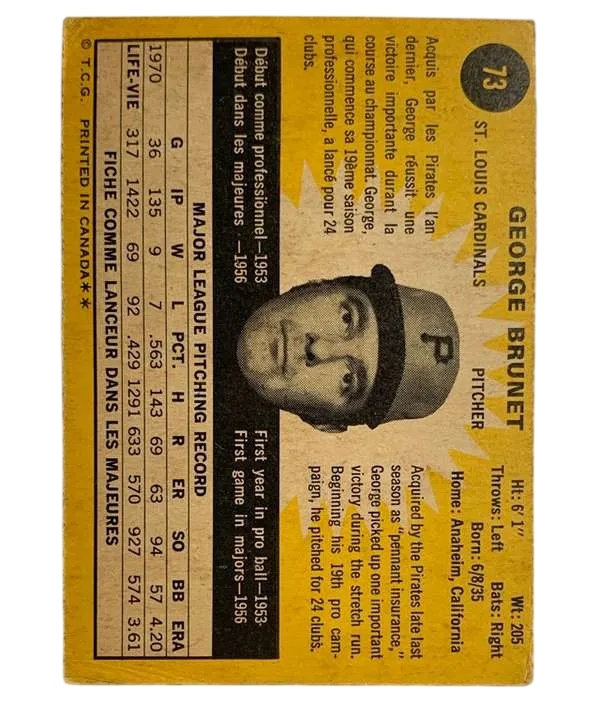 73
GEORGE BRUNET
ST. LOUIS CARDINALS PITCHER
Ht: 6' 1" Wt: 205
Throws: Left Bats: Right
Born: 6/8/35
Home: Anaheim, California
Acquis par les Pirates l'an
dernier, George réussit une
victoire importante durant la
course au championnat. George,
qui commence sa 19ème saison
professionnelle, a lancé pour 24
clubs.
P
Acquired by the Pirates late last
season as "pennant insurance,"
George picked up one important
victory during the stretch run.
Beginning his 19th pro cam-
paign, he pitched for 24 clubs.
Début comme professionnel—1953
Début dans les majeures —1956
First year in pro ball—1953
First game in majors—1956
MAJOR LEAGUE PITCHING RECORD
G IP W L PCT. H R ER SO BB ERA
1970 36 135 9 7 .563 143 69 63 94 57 4.20
LIFE-VIE 317 1422 69 92 .429 1291 633 570 927 574 3.61
FICHE COMME LANCEUR DANS LES MAJEURES
© T.C.G. PRINTED IN CANADA**